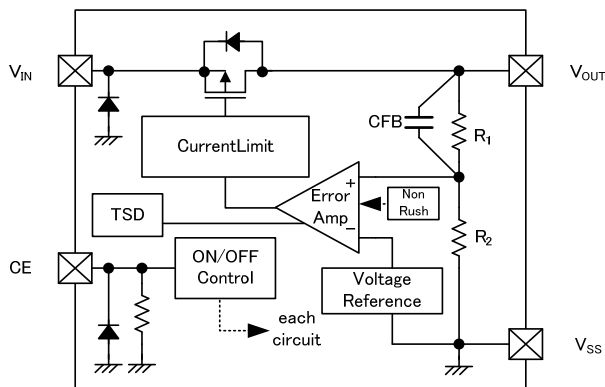 VIN
VOUT
CFB
R1
CurrentLimit
+
Error
Amp
−
Non
Rush
TSD
R2
CE
ON/OFF
Control
Voltage
Reference
each
circuit
VSS